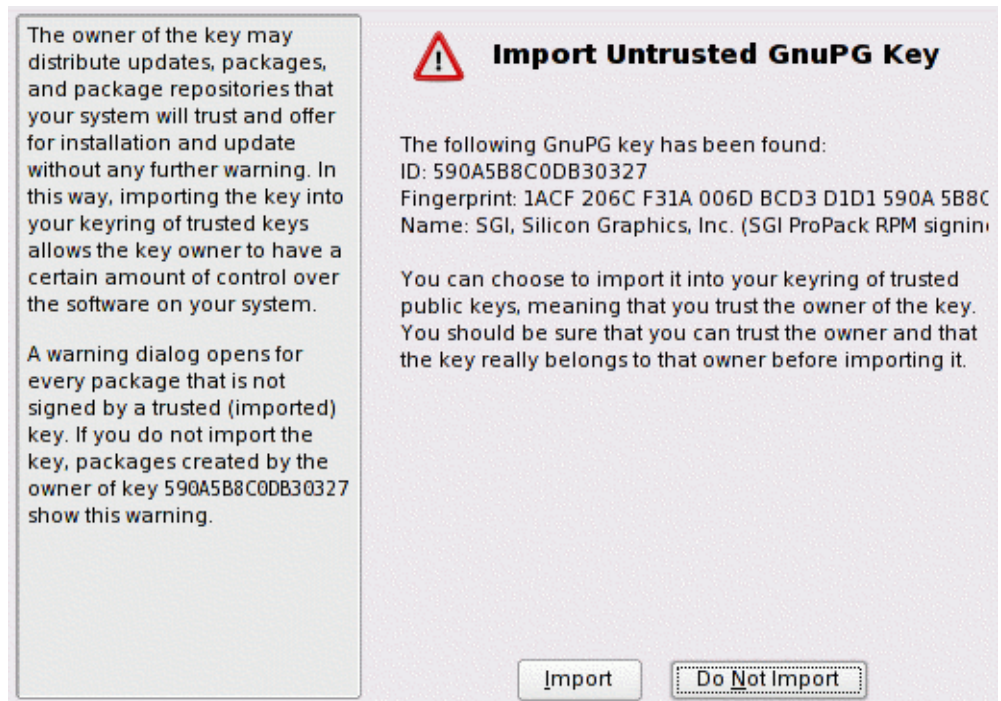 The owner of the key may
distribute updates, packages,
and package repositories that
your system will trust and offer
for installation and update
without any further warning. In
this way, importing the key into
your keyring of trusted keys
allows the key owner to have a
certain amount of control over
the software on your system.
A warning dialog opens for
every package that is not
signed by a trusted (imported)
key. If you do not import the
key, packages created by the
owner of key 590A5B8C0DB30327
show this warning.
Import Untrusted GnuPG Key
The following GnuPG key has been found:
ID: 590A5B8C0DB30327
Fingerprint: 1ACF 206C F31A 006D BCD3 D1D1 590A 5B8C
Name: SGI, Silicon Graphics, Inc. (SGI ProPack RPM signin
You can choose to import it into your keyring of trusted
public keys, meaning that you trust the owner of the key.
You should be sure that you can trust the owner and that
the key really belongs to that owner before importing it.
Import
Do Not Import